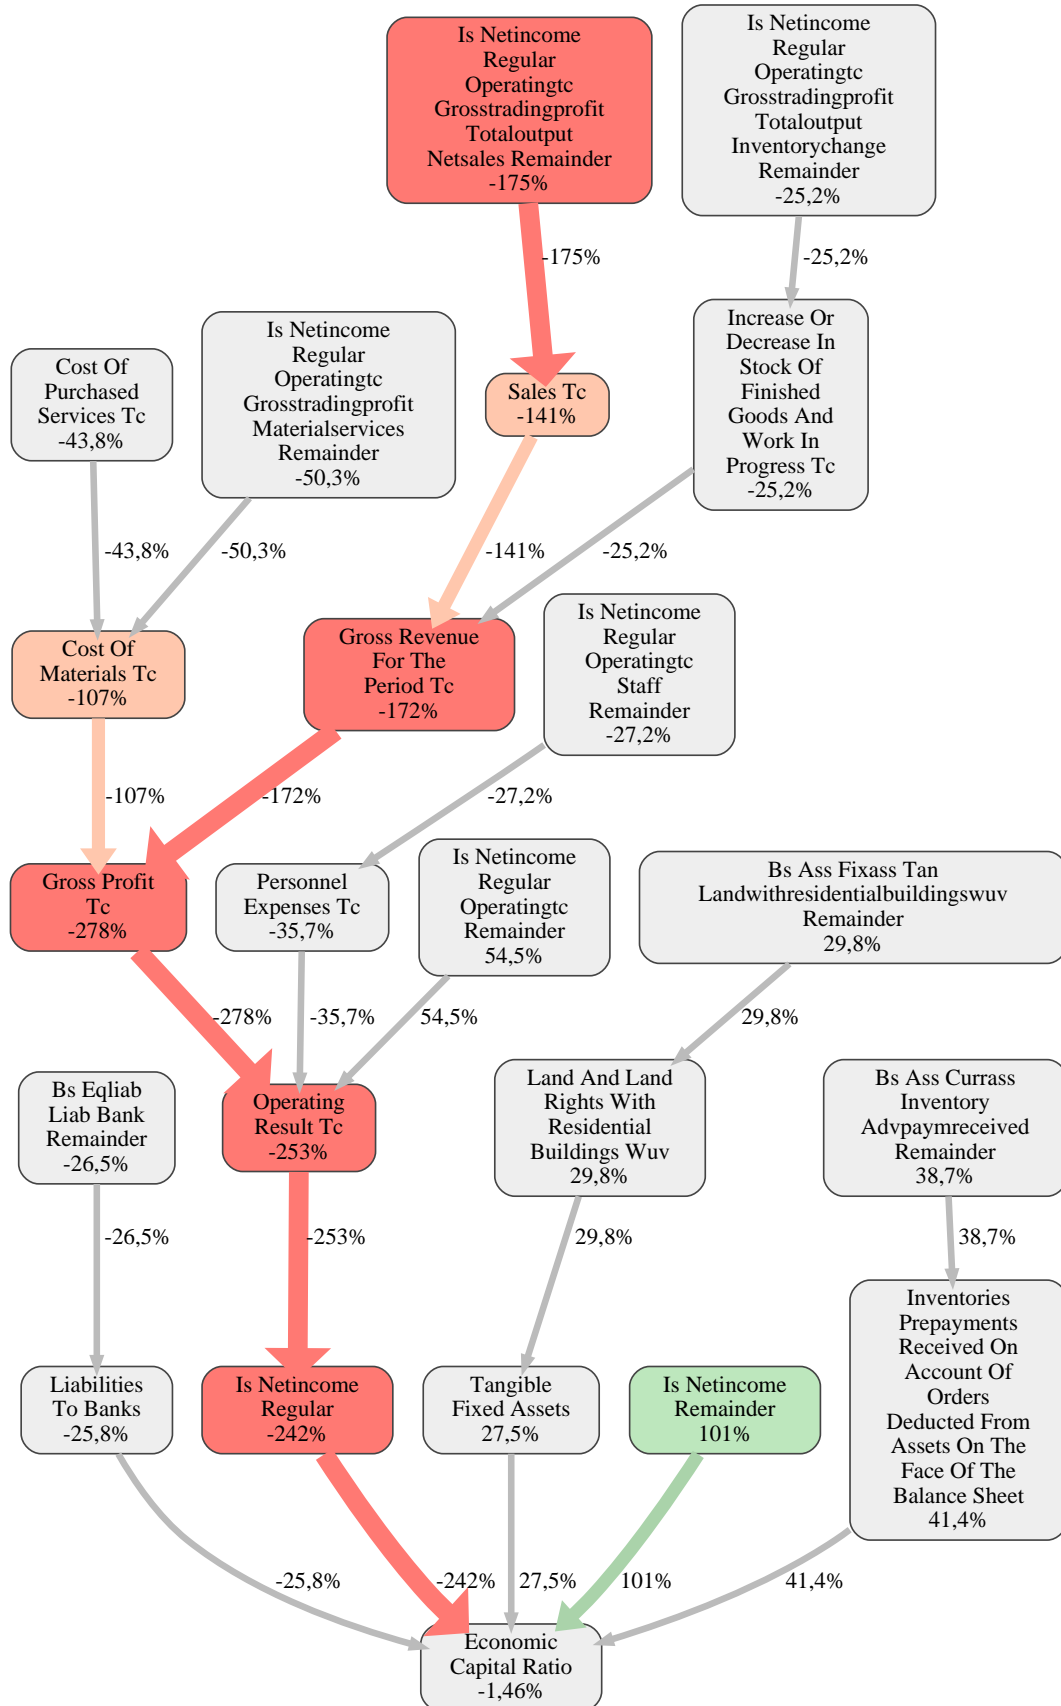 Is Netincome
Regular
Operatingtc
Grosstradingprofit
Totaloutput
Netsales Remainder
-175%
Is Netincome
Regular
Operatingtc
Grosstradingprofit
Totaloutput
Inventorychange
Remainder
-25,2%
-175%
-25,2%
Cost Of
Purchased
Services Tc
-43,8%
Is Netincome
Regular
Operatingtc
Grosstradingprofit
Materialservices
Remainder
-50,3%
Sales Tc
-141%
Increase Or
Decrease In
Stock Of
Finished
Goods And
Work In
Progress Tc
-25,2%
-43,8%
-50,3%
-141%
-25,2%
Cost Of
Materials Tc
-107%
Gross Revenue
For The
Period Tc
-172%
Is Netincome
Regular
Operatingtc
Staff
Remainder
-27,2%
-107%
-172%
-27,2%
Gross Profit
Tc
-278%
Personnel
Expenses Tc
-35,7%
Is Netincome
Regular
Operatingtc
Remainder
54,5%
Bs Ass Fixass Tan
Landwithresidentialbuildingswuv
Remainder
29,8%
-278%
-35,7%
54,5%
29,8%
Bs Eqliab
Liab Bank
Remainder
-26,5%
Operating
Result Tc
-253%
Land And Land
Rights With
Residential
Buildings Wuv
29,8%
Bs Ass Currass
Inventory
Advpaymreceived
Remainder
38,7%
-26,5%
-253%
29,8%
38,7%
Liabilities
To Banks
-25,8%
Is Netincome
Regular
-242%
Tangible
Fixed Assets
27,5%
Is Netincome
Remainder
101%
Inventories
Prepayments
Received On
Account Of
Orders
Deducted From
Assets On The
Face Of The
Balance Sheet
41,4%
-25,8%
-242%
27,5%
101%
41,4%
Economic
Capital Ratio
-1,46%